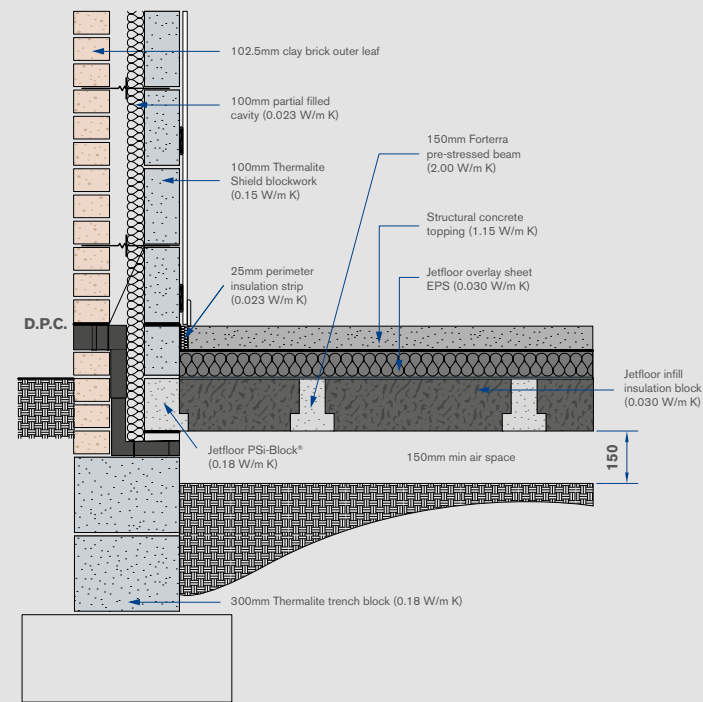 102.5mm clay brick outer leaf
100mm partial filled
cavity (0.023 W/m K)
150mm Forterra
pre-stressed beam
(2.00 W/m K)
100mm Thermalite
Shield blockwork
(0.15 W/m K)
Structural concrete
topping (1.15 W/m K)
25mm perimeter
insulation strip
(0.023 W/m K)
Jetfloor overlay sheet
EPS (0.030 W/m K)
D.P.C.
Jetfloor infill
insulation block
(0.030 W/m K)
Jetfloor PSi-Block®
(0.18 W/m K)
150mm min air space
150
300mm Thermalite trench block (0.18 W/m K)